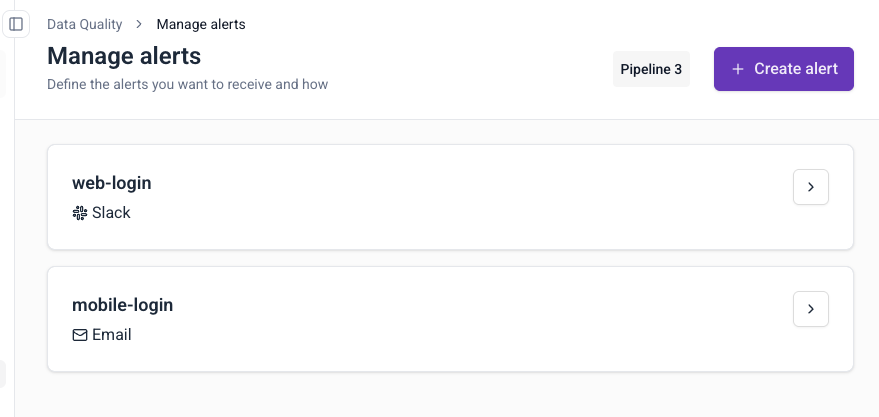 Data Quality > Manage alerts
Manage alerts
Define the alerts you want to receive and how
Pipeline 3
+ Create alert
web-login
Slack
mobile-login
Email